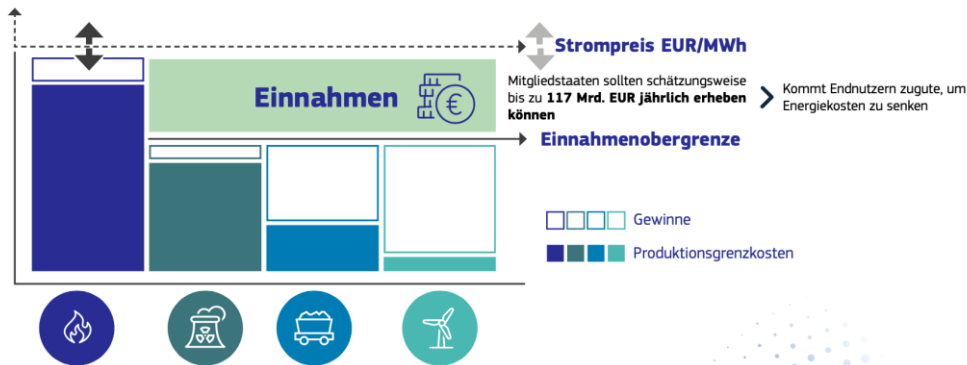 Strompreis EUR/MWh
Einnahmen
€
Mitgliedstaaten sollten schätzungsweise
bis zu 117 Mrd. EUR jährlich erheben
können
Kommt Endnutzern zugute, um
Energiekosten zu senken
Einnahmenobergrenze
Gewinne
Produktionsgrenzkosten